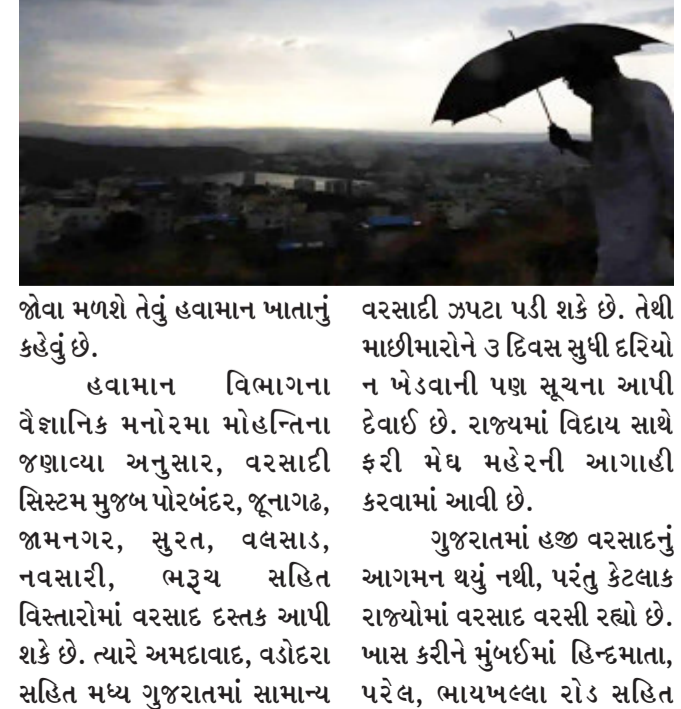 જોવા મળશે તેવું હવામાન ખાતાનું
કહેવું છે.
હવામાન વિભાગના
વૈજ્ઞાનિક મનોરમા મોહન્તિના
જણાવ્યા અનુસાર, વરસાદી
સિસ્ટમ મુજબ પોરબંદર, જૂનાગઢ,
જામનગર, સુરત, વલસાડ,
નવસારી, ભરૂચ સહિત
વિસ્તારોમાં વરસાદ દસ્તક આપી
શકે છે. ત્યારે અમદાવાદ, વડોદરા
સહિત મધ્ય ગુજરાતમાં સામાન્ય
વરસાદી ઝપટા પડી શકે છે. તેથી
માછીમારોને ૩ દિવસ સુધી દરિયો
ન ખેડવાની પણ સૂચના આપી
દેવાઈ છે. રાજ્યમાં વિદાય સાથે
ફરી મેઘ મહેરની આગાહી
કરવામાં આવી છે.
ગુજરાતમાં હજી વરસાદનું
આગમન થયું નથી, પરંતુ કેટલાક
રાજ્યોમાં વરસાદ વરસી રહ્યો છે.
ખાસ કરીને મુંબઈમાં હિન્દમાતા,
પરેલ, ભાયખલ્લા રોડ સહિત